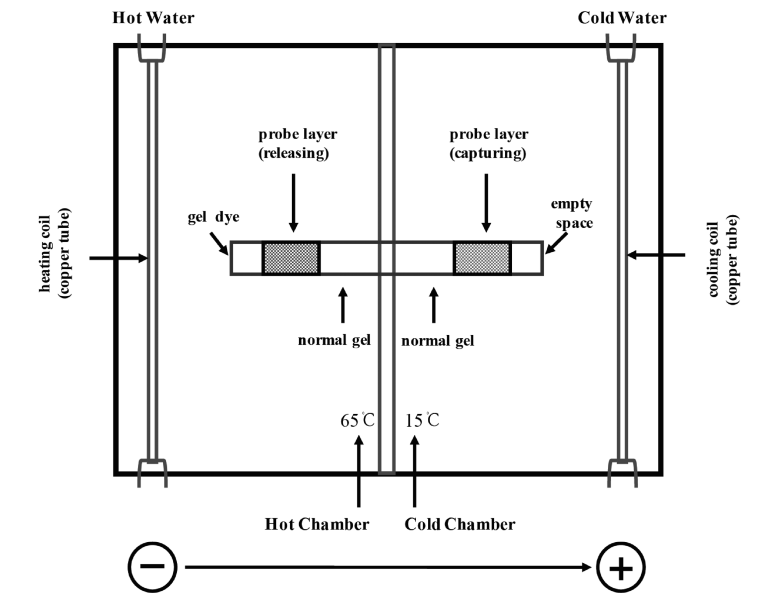 Hot Water
Cold Water
probe layer
(releasing)
probe layer
(capturing)
gel dye
empty
space
heating coil
(copper tube)
cooling coil
(copper tube)
normal gel
normal gel
65℃
15℃
Hot Chamber
Cold Chamber
−
+